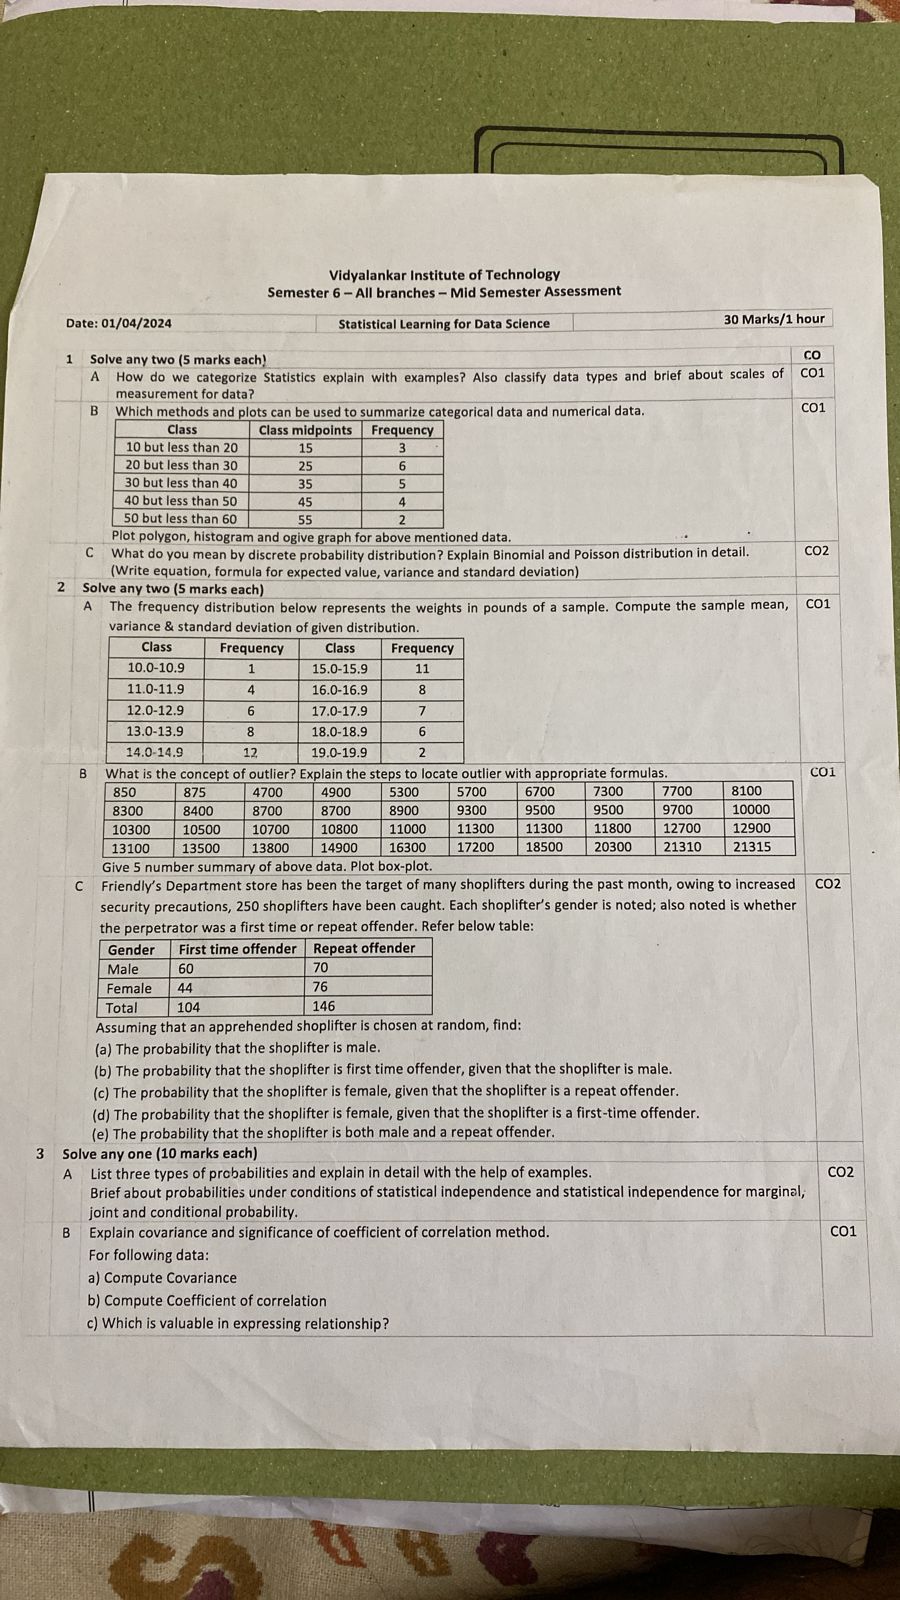 Vidyalankar Institute of Technology
Semester 6 – All branches – Mid Semester Assessment
Date: 01/04/2024 Statistical Learning for Data Science 30 Marks/1 hour
1 Solve any two (5 marks each) CO
A How do we categorize Statistics explain with examples? Also classify data types and brief about scales of CO1
measurement for data?
B Which methods and plots can be used to summarize categorical data and numerical data. CO1
Class Class midpoints Frequency
10 but less than 20 15 3
20 but less than 30 25 6
30 but less than 40 35 5
40 but less than 50 45 4
50 but less than 60 55 2
Plot polygon, histogram and ogive graph for above mentioned data.
C What do you mean by discrete probability distribution? Explain Binomial and Poisson distribution in detail. CO2
(Write equation, formula for expected value, variance and standard deviation)
2 Solve any two (5 marks each)
A The frequency distribution below represents the weights in pounds of a sample. Compute the sample mean, CO1
variance & standard deviation of given distribution.
Class Frequency Class Frequency
10.0-10.9 1 15.0-15.9 11
11.0-11.9 4 16.0-16.9 8
12.0-12.9 6 17.0-17.9 7
13.0-13.9 8 18.0-18.9 6
14.0-14.9 12 19.0-19.9 2
B What is the concept of outlier? Explain the steps to locate outlier with appropriate formulas. CO1
850 875 4700 4900 5300 5700 6700 7300 7700 8100
8300 8400 8700 8700 8900 9300 9500 9500 9700 10000
10300 10500 10700 10800 11000 11300 11300 11800 12700 12900
13100 13500 13800 14900 16300 17200 18500 20300 21310 21315
Give 5 number summary of above data. Plot box-plot.
C Friendly's Department store has been the target of many shoplifters during the past month, owing to increased CO2
security precautions, 250 shoplifters have been caught. Each shoplifter's gender is noted; also noted is whether
the perpetrator was a first time or repeat offender. Refer below table:
Gender First time offender Repeat offender
Male 60 70
Female 44 76
Total 104 146
Assuming that an apprehended shoplifter is chosen at random, find:
(a) The probability that the shoplifter is male.
(b) The probability that the shoplifter is first time offender, given that the shoplifter is male.
(c) The probability that the shoplifter is female, given that the shoplifter is a repeat offender.
(d) The probability that the shoplifter is female, given that the shoplifter is a first-time offender.
(e) The probability that the shoplifter is both male and a repeat offender.
3 Solve any one (10 marks each)
A List three types of probabilities and explain in detail with the help of examples. CO2
Brief about probabilities under conditions of statistical independence and statistical independence for marginal,
joint and conditional probability.
B Explain covariance and significance of coefficient of correlation method. CO1
For following data:
a) Compute Covariance
b) Compute Coefficient of correlation
c) Which is valuable in expressing relationship?